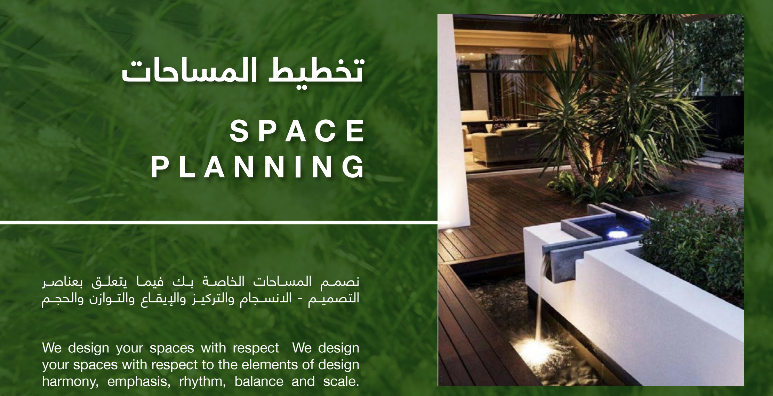 تخطيط المساحات
SPACE
PLANNING
نصمم المساحات الخاصة بك فيما يتعلق بعناصر
التصميم - الانسجام والتركيز والإيقاع والتوازن والحجم
We design your spaces with respect We design
your spaces with respect to the elements of design
harmony, emphasis, rhythm, balance and scale.